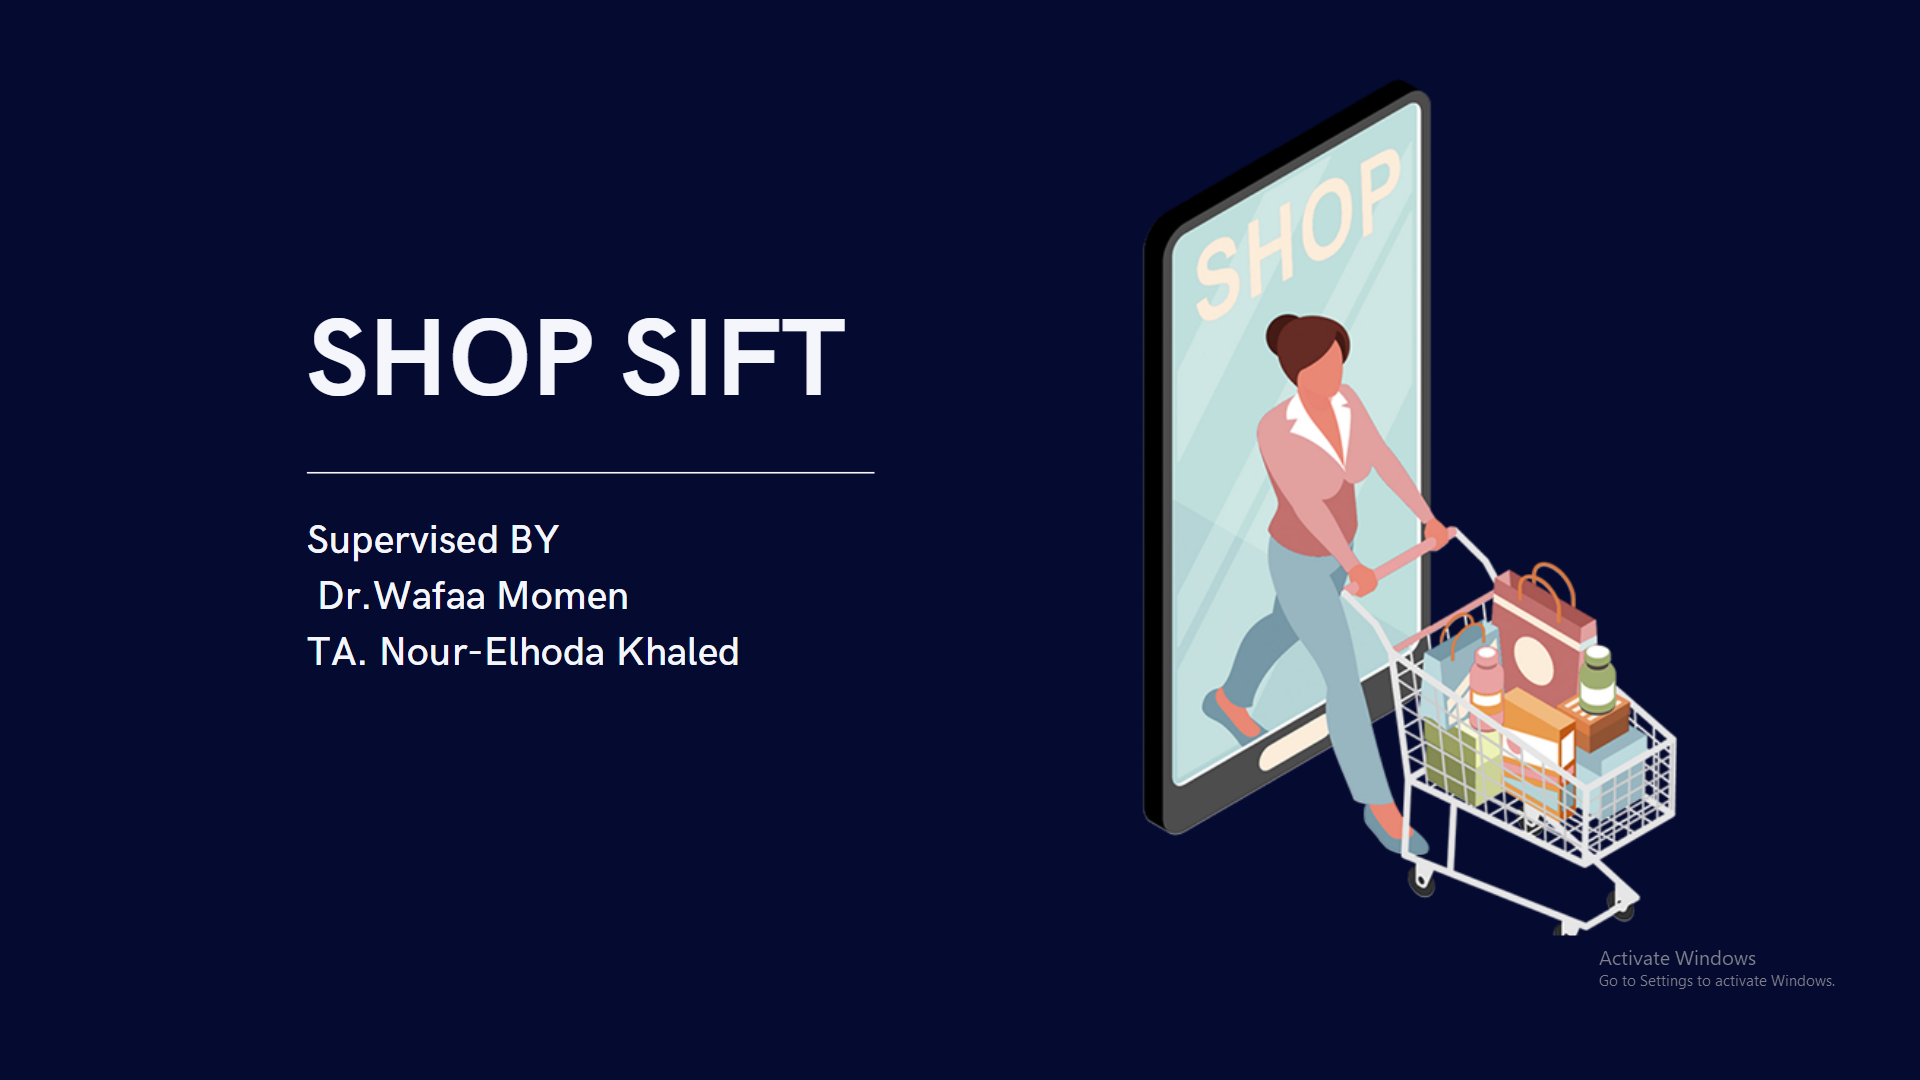 SHOP SIFT
Supervised BY
Dr.Wafaa Momen
TA. Nour-Elhoda Khaled
SHOP
Activate Windows
Go to Settings to activate Windows.